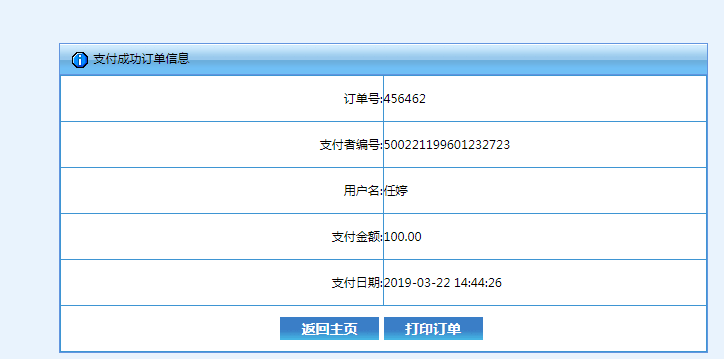 支付成功订单信息
订单号:456462
支付者编号:500221199601232723
用户名:任婷
支付金额:100.00
支付日期:2019-03-22 14:44:26
返回主页 打印订单